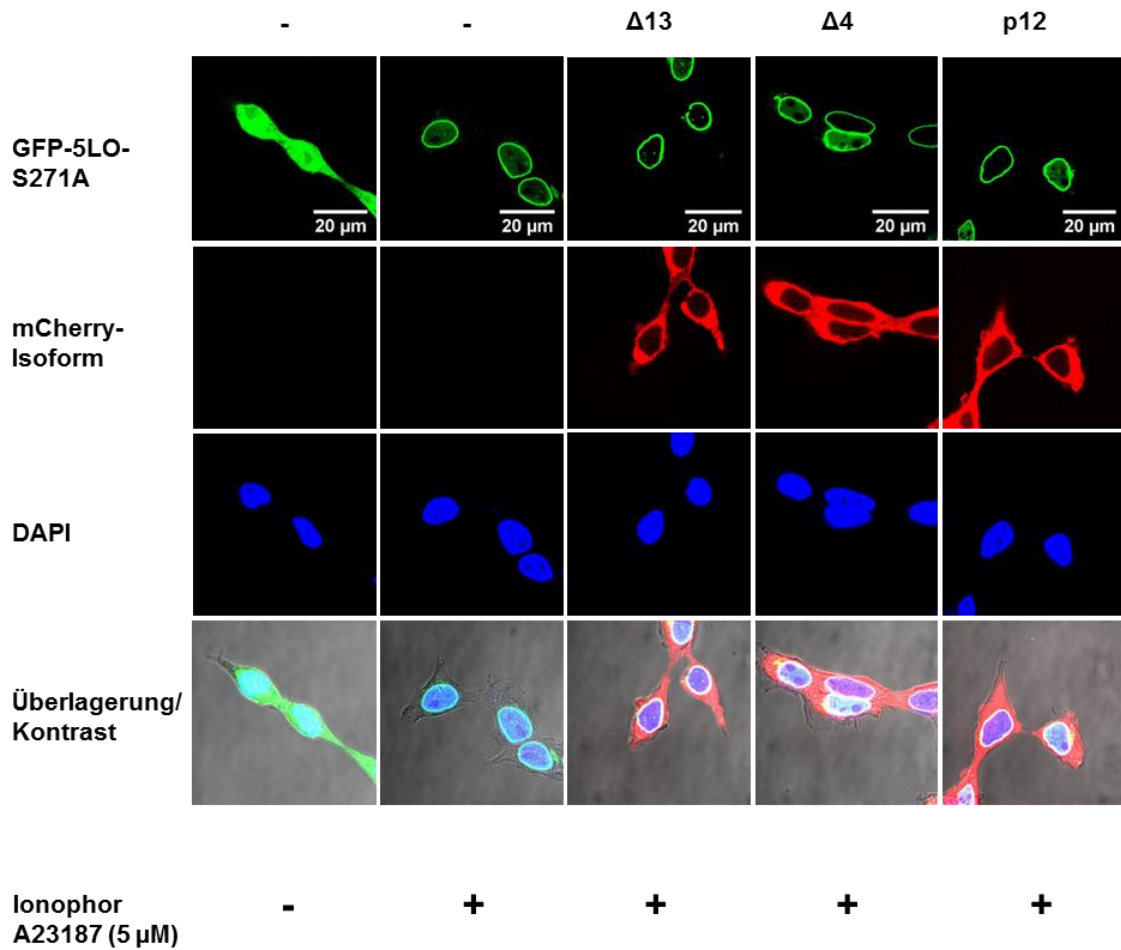 - - Δ13 Δ4 p12
GFP-5LO-
S271A
20 µm 20 µm 20 µm 20 µm 20 µm
mCherry-
Isoform
DAPI
Überlagerung/
Kontrast
Ionophor
A23187 (5 µM)
- + + + +